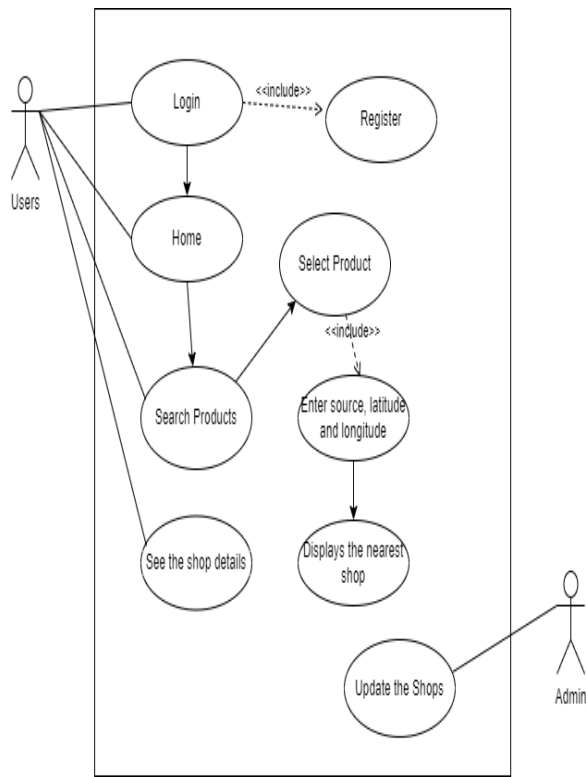 <<include>>
Login
Register
Users
Home
Select Product
<<include>>
Search Products
Enter source, latitude
and longitude
See the shop details
Displays the nearest
shop
Update the Shops
Admin